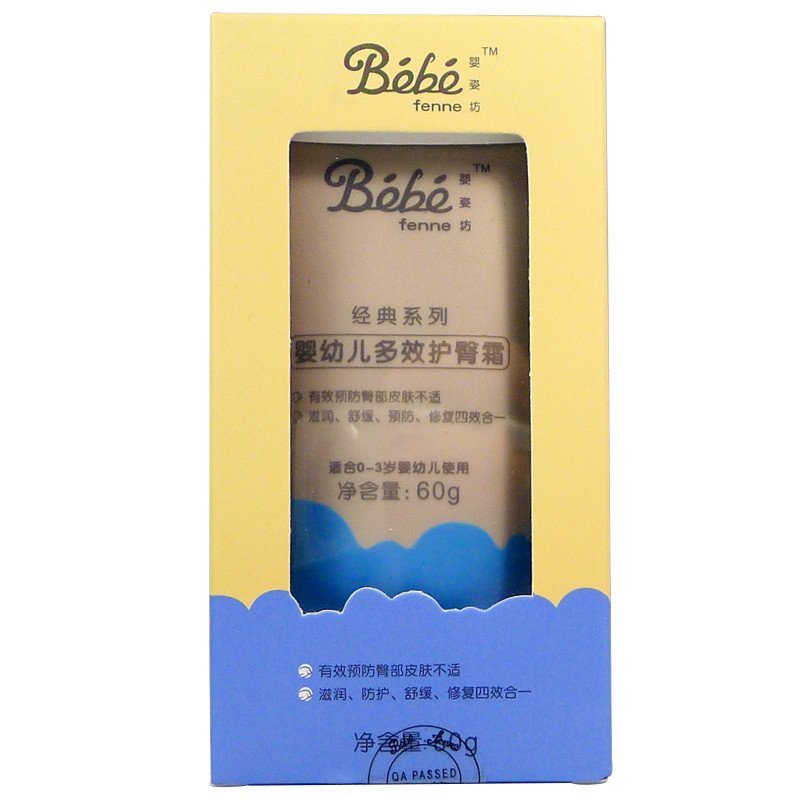 Bébé TM
婴姿坊
fenne
Bébé TM
婴姿坊
fenne
经典系列
婴幼儿多效护臀霜
有效预防臀部皮肤不适
滋润、舒缓、预防、修复四效合一
适合0-3岁婴幼儿使用
净含量:60g
有效预防臀部皮肤不适
滋润、防护、舒缓、修复四效合一
净含量:60g
QA PASSED